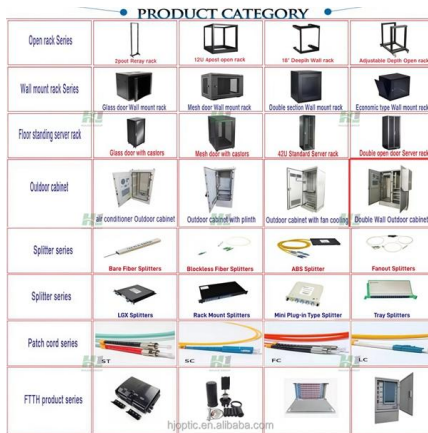 PRODUCT CATEGORY
Open rack Series
2pout Reray rack
12U 4post open rack
18" Deepth Wall rack
Adjustable Depth Open rack
Wall mount rack Series
Glass door Wall mount rack
Mesh door Wall mount rack
Double section Wall mount rack
Economic type Wall mount rack
Floor standing server rack
Glass door with castors
Mesh door with castors
42U Standard Server rack
Double open door Server rack
Outdoor cabinet
air conditioner Outdoor cabinet
Outdoor cabinet with plinth
Outdoor cabinet with fan cooling
Double Wall Outdoor cabinet
Splitter series
Bare Fiber Splitters
Blockless Fiber Splitters
ABS Splitter
Fanout Splitters
Splitter series
LGX Splitters
Rack Mount Splitters
Mini Plug-in Type Splitter
Tray Splitters
Patch cord series
ST
SC
FC
LC
FTTH product series
hjoptic.en.alibaba.com